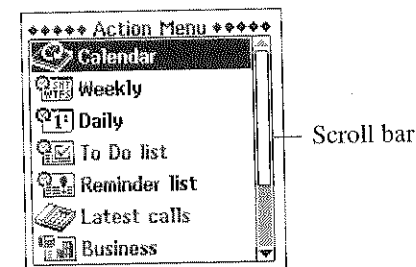 Action Menu
Calendar
Weekly
Daily
To Do list
Reminder list
Latest calls
Business
Scroll bar